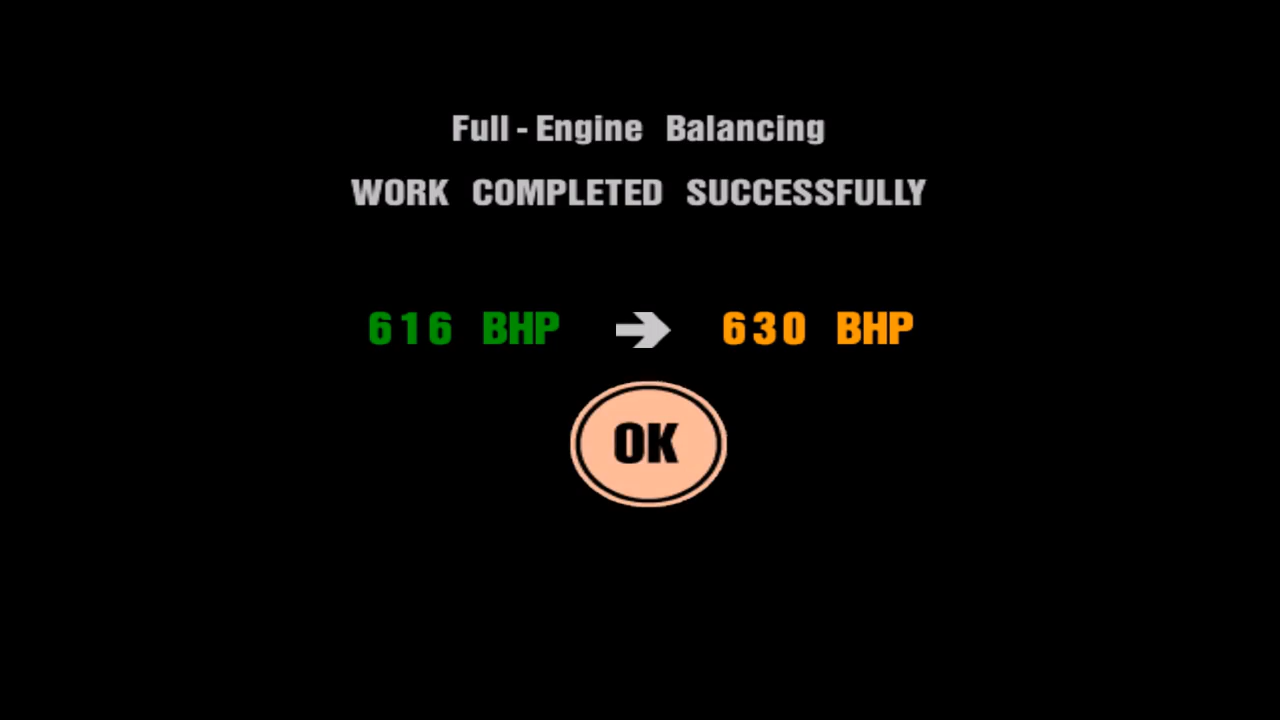 Full - Engine Balancing
WORK COMPLETED SUCCESSFULLY
616 BHP → 630 BHP
OK